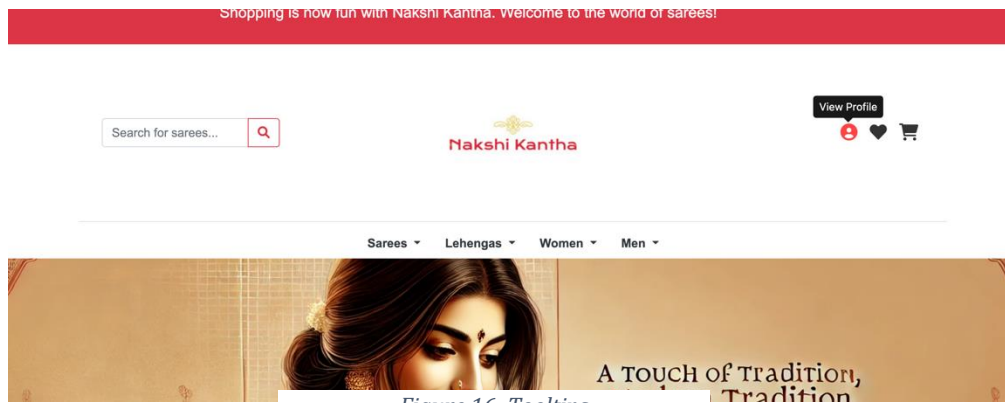 Shopping is now fun with Nakshi Kantha. Welcome to the world of sarees!
View Profile
Search for sarees...
Nakshi Kantha
Sarees Lehengas Women Men
A Touch of Tradition,
Tradition
Figure 16. Tooltips